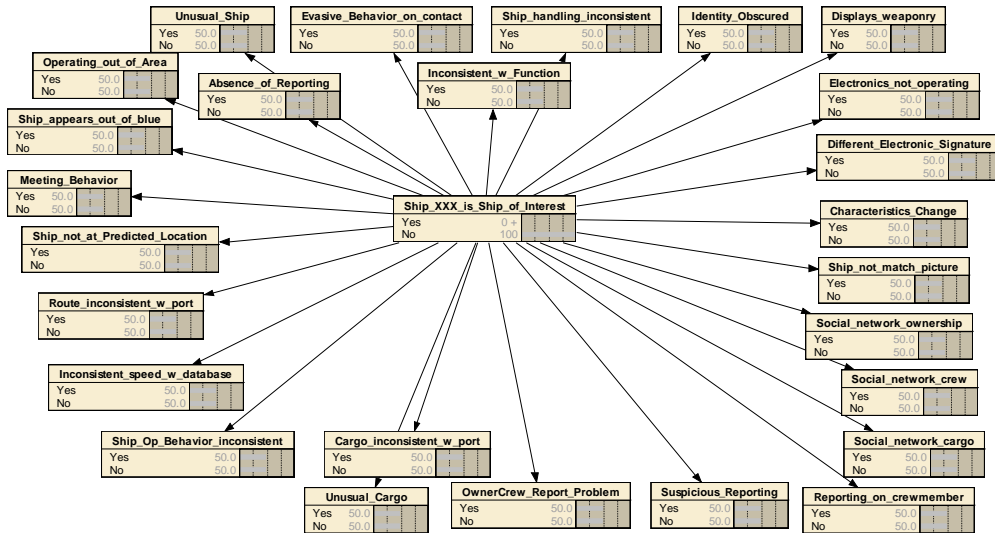 Unusual_Ship
Yes 50.0
No 50.0
Evasive_Behavior_on_contact
Yes 50.0
No 50.0
Ship_handling_inconsistent
Yes 50.0
No 50.0
Identity_Obscured
Yes 50.0
No 50.0
Displays_weaponry
Yes 50.0
No 50.0
Operating_out_of_Area
Yes 50.0
No 50.0
Absence_of_Reporting
Yes 50.0
No 50.0
Inconsistent_w_Function
Yes 50.0
No 50.0
Electronics_not_operating
Yes 50.0
No 50.0
Ship_appears_out_of_blue
Yes 50.0
No 50.0
Different_Electronic_Signature
Yes 50.0
No 50.0
Meeting_Behavior
Yes 50.0
No 50.0
Ship_XXX_is_Ship_of_Interest
Yes 0 +
No 100
Characteristics_Change
Yes 50.0
No 50.0
Ship_not_at_Predicted_Location
Yes 50.0
No 50.0
Ship_not_match_picture
Yes 50.0
No 50.0
Route_inconsistent_w_port
Yes 50.0
No 50.0
Social_network_ownership
Yes 50.0
No 50.0
Inconsistent_speed_w_database
Yes 50.0
No 50.0
Social_network_crew
Yes 50.0
No 50.0
Ship_Op_Behavior_inconsistent
Yes 50.0
No 50.0
Cargo_inconsistent_w_port
Yes 50.0
No 50.0
Social_network_cargo
Yes 50.0
No 50.0
Unusual_Cargo
Yes 50.0
No 50.0
OwnerCrew_Report_Problem
Yes 50.0
No 50.0
Suspicious_Reporting
Yes 50.0
No 50.0
Reporting_on_crewmember
Yes 50.0
No 50.0